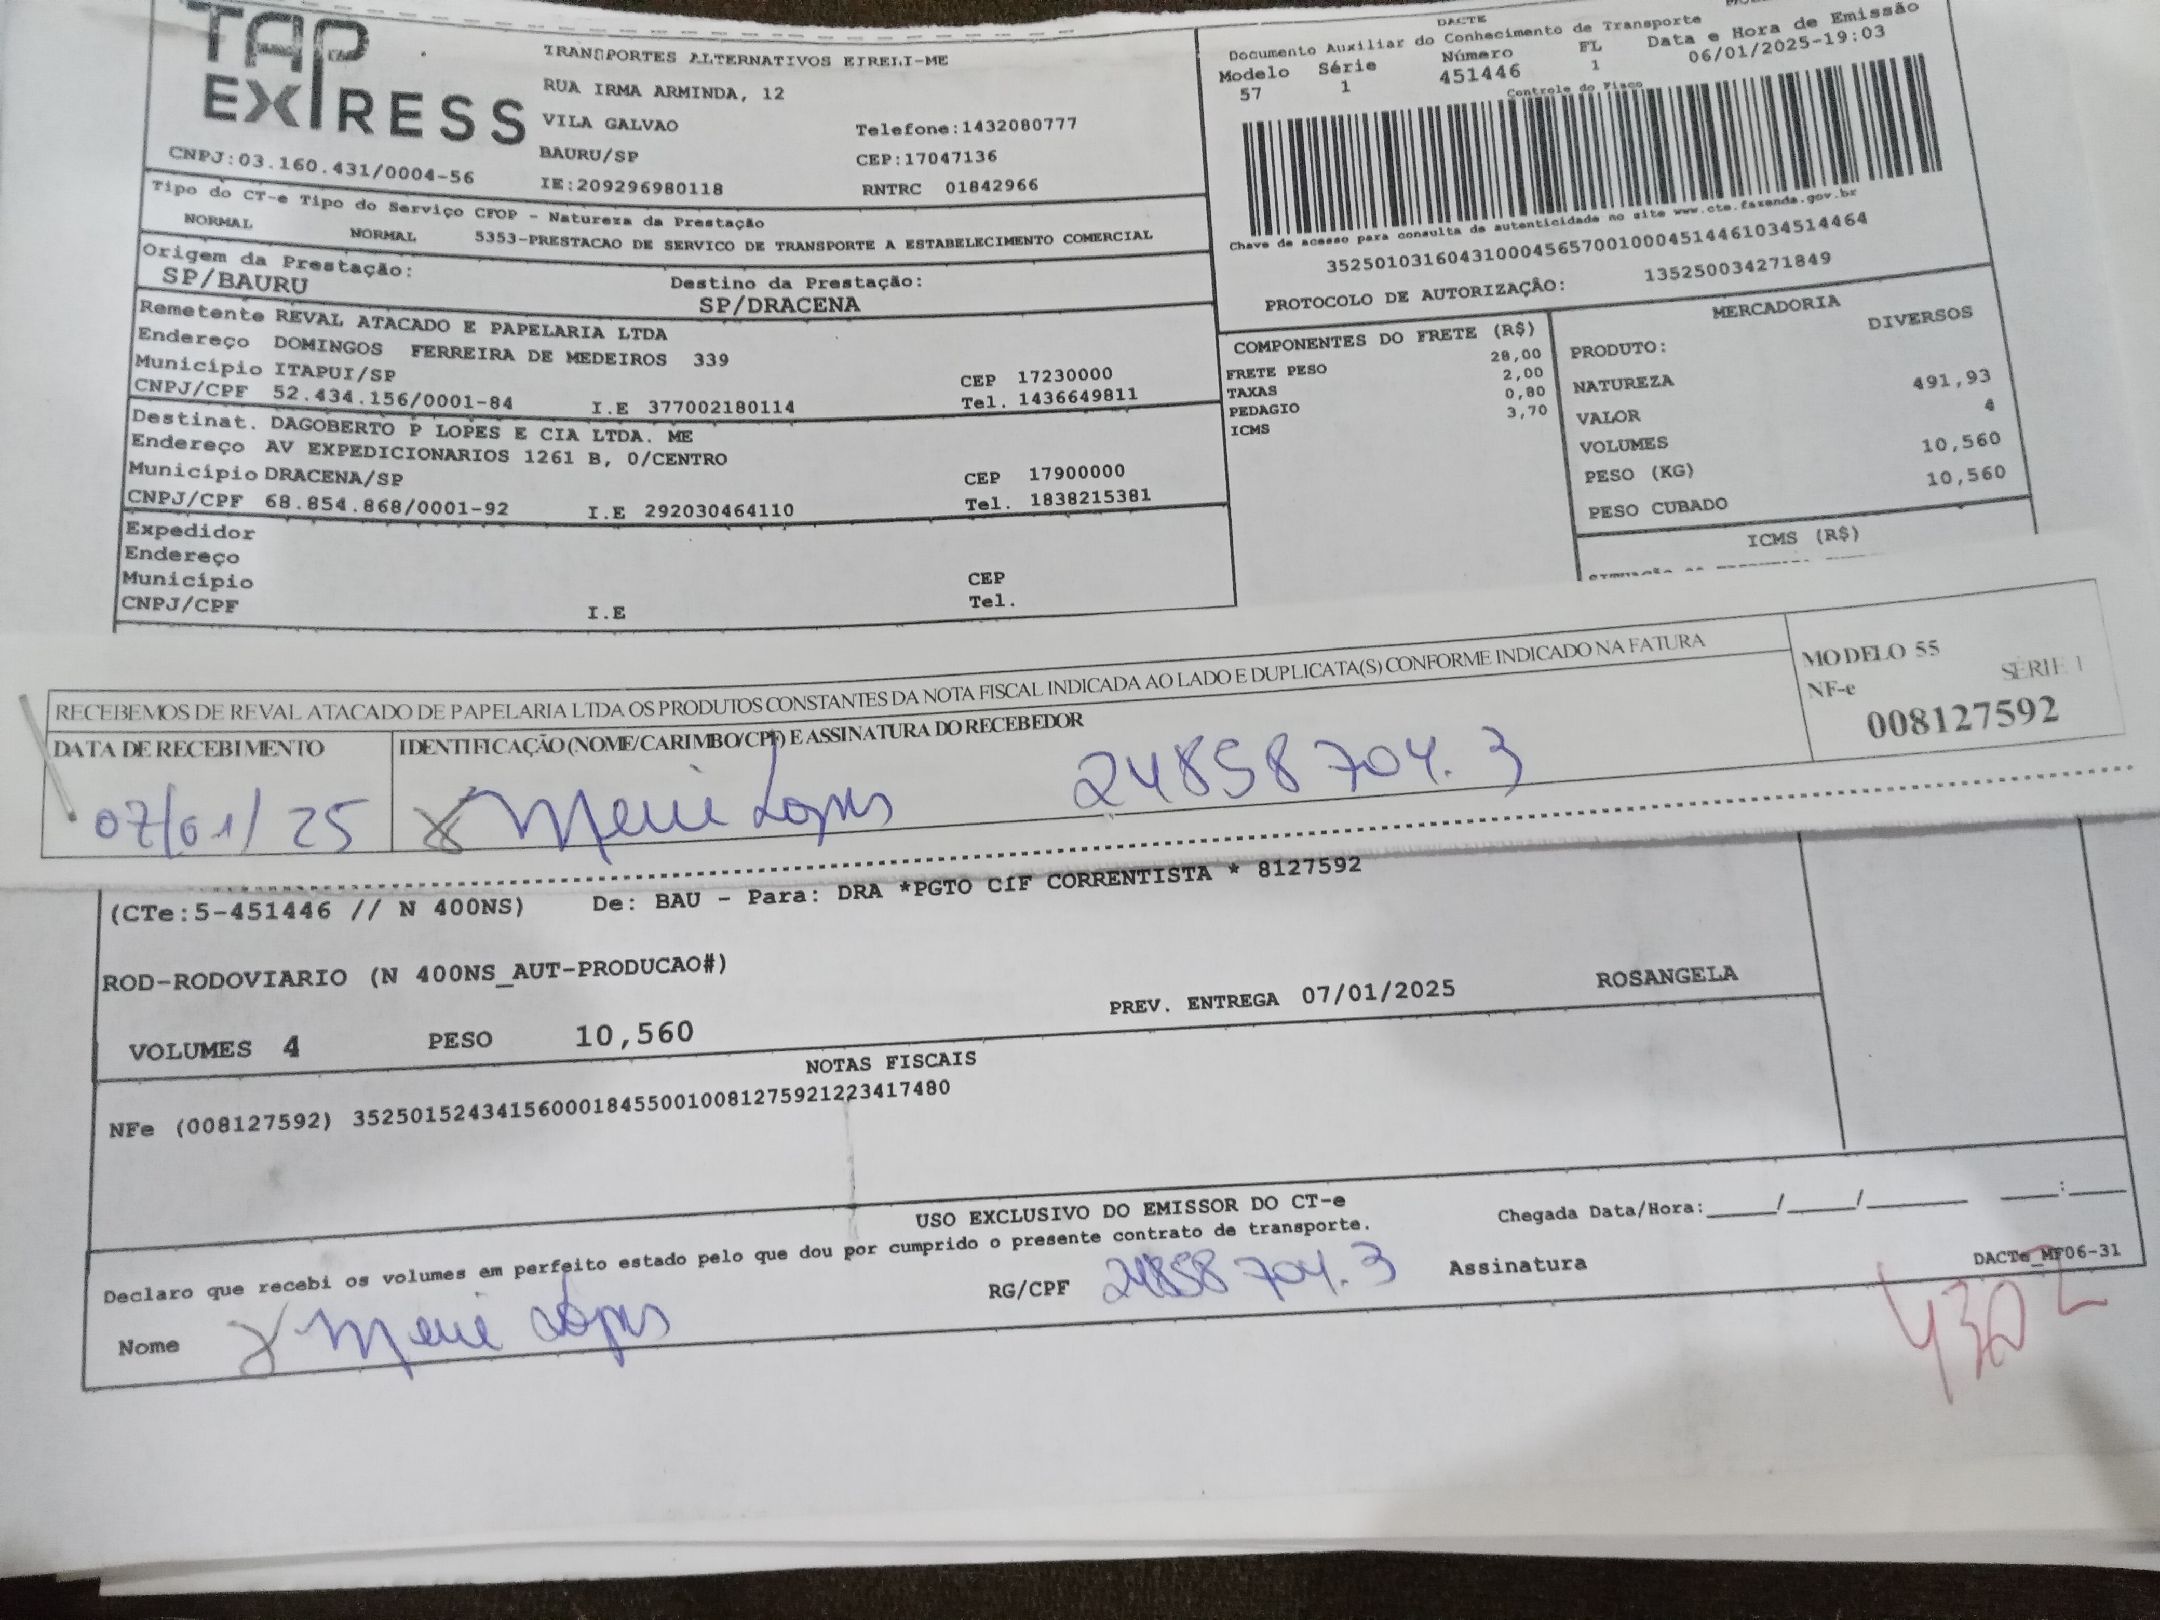 TAP
EXPRESS
CNPJ:03.160.431/0004-56
TRANSPORTES ALTERNATIVOS EIRELI-ME
RUA IRMA ARMINDA, 12
VILA GALVAO
Telefone:1432080777
BAURU/SP
CEP:17047136
IE:209296980118
RNTRC 01842966
DACTE
Documento Auxiliar do Conhecimento de Transporte
Modelo Série Número FL Data e Hora de Emissão
57 1 451446 1 06/01/2025-19:03
Controle do Fisco
Chave de acesso para consulta de autenticidade no site www.cte.fazenda.gov.br
35250103160431000456570010004514461034514464
PROTOCOLO DE AUTORIZAÇÃO: 135250034271849
Tipo do CT-e Tipo do Serviço CFOP - Natureza da Prestação
NORMAL NORMAL 5353-PRESTACAO DE SERVICO DE TRANSPORTE A ESTABELECIMENTO COMERCIAL
Origem da Prestação: Destino da Prestação:
SP/BAURU SP/DRACENA
Remetente REVAL ATACADO E PAPELARIA LTDA
Endereço DOMINGOS FERREIRA DE MEDEIROS 339
Município ITAPUI/SP CEP 17230000
CNPJ/CPF 52.434.156/0001-84 I.E 377002180114 Tel. 1436649811
Destinat. DAGOBERTO P LOPES E CIA LTDA. ME
Endereço AV EXPEDICIONARIOS 1261 B, 0/CENTRO
Município DRACENA/SP CEP 17900000
CNPJ/CPF 68.854.868/0001-92 I.E 292030464110 Tel. 1838215381
Expedidor
Endereço
Município CEP
CNPJ/CPF I.E Tel.
COMPONENTES DO FRETE (R$)
FRETE PESO 28,00
TAXAS 2,00
PEDAGIO 0,80
ICMS 3,70
MERCADORIA
PRODUTO: DIVERSOS
NATUREZA
VALOR 491,93
VOLUMES 4
PESO (KG) 10,560
PESO CUBADO 10,560
ICMS (R$)
RECEBEMOS DE REVAL ATACADO DE PAPELARIA LTDA OS PRODUTOS CONSTANTES DA NOTA FISCAL INDICADA AO LADO E DUPLICATA(S) CONFORME INDICADO NA FATURA
DATA DE RECEBIMENTO
IDENTIFICAÇÃO (NOME/CARIMBO/CPF) E ASSINATURA DO RECEBEDOR
MODELO 55
NF-e SÉRIE 1
008127592
07/01/25 Meire Lopes 24858704.3
(CTe:5-451446 // N 400NS) De: BAU - Para: DRA *PGTO CIF CORRENTISTA * 8127592
ROD-RODOVIARIO (N 400NS_AUT-PRODUCAO#)
PREV. ENTREGA 07/01/2025 ROSANGELA
VOLUMES 4 PESO 10,560
NOTAS FISCAIS
NFe (008127592) 35250152434156000184550010081275921223417480
USO EXCLUSIVO DO EMISSOR DO CT-e
Declaro que recebi os volumes em perfeito estado pelo que dou por cumprido o presente contrato de transporte.
Chegada Data/Hora:_____/_____/_______ ____:____
Nome Meire Lopes RG/CPF 24858704.3 Assinatura
DACTe_MF06-31
4302